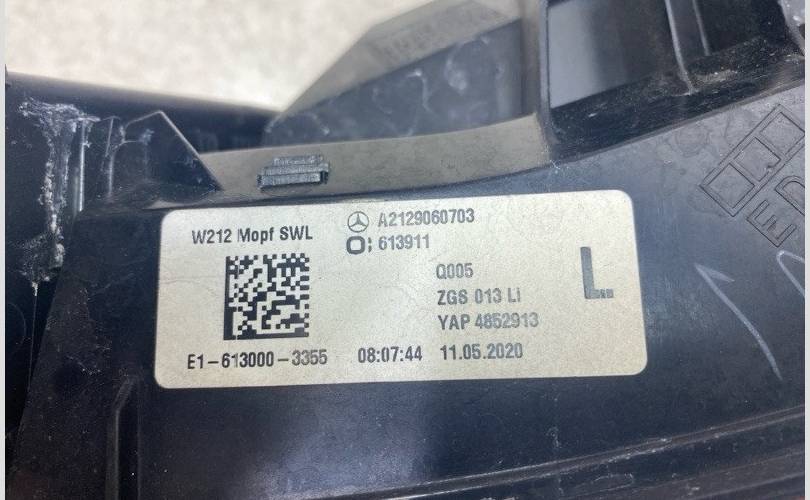 W212 Mopf SWL
A2129060703
O; 613911
Q005
L
ZGS 013 Li
YAP 4852913
E1-613000-3355 08:07:44 11.05.2020